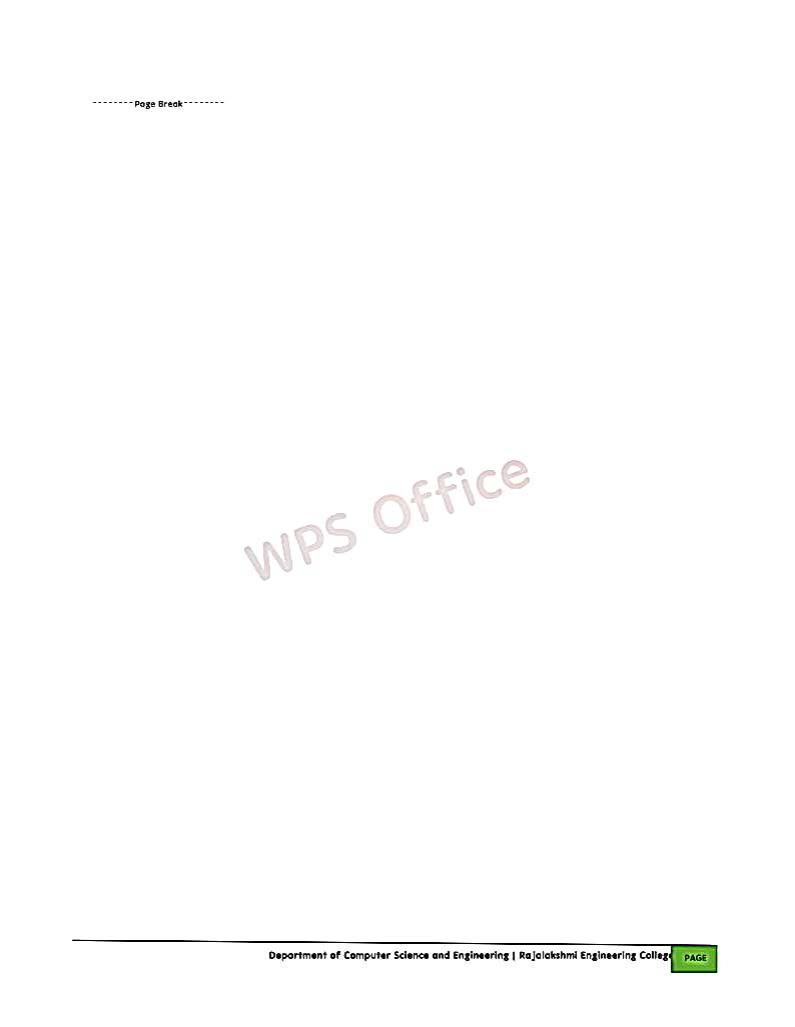 --------Page Break--------
WPS Office
Department of Computer Science and Engineering | Rajalakshmi Engineering College
PAGE